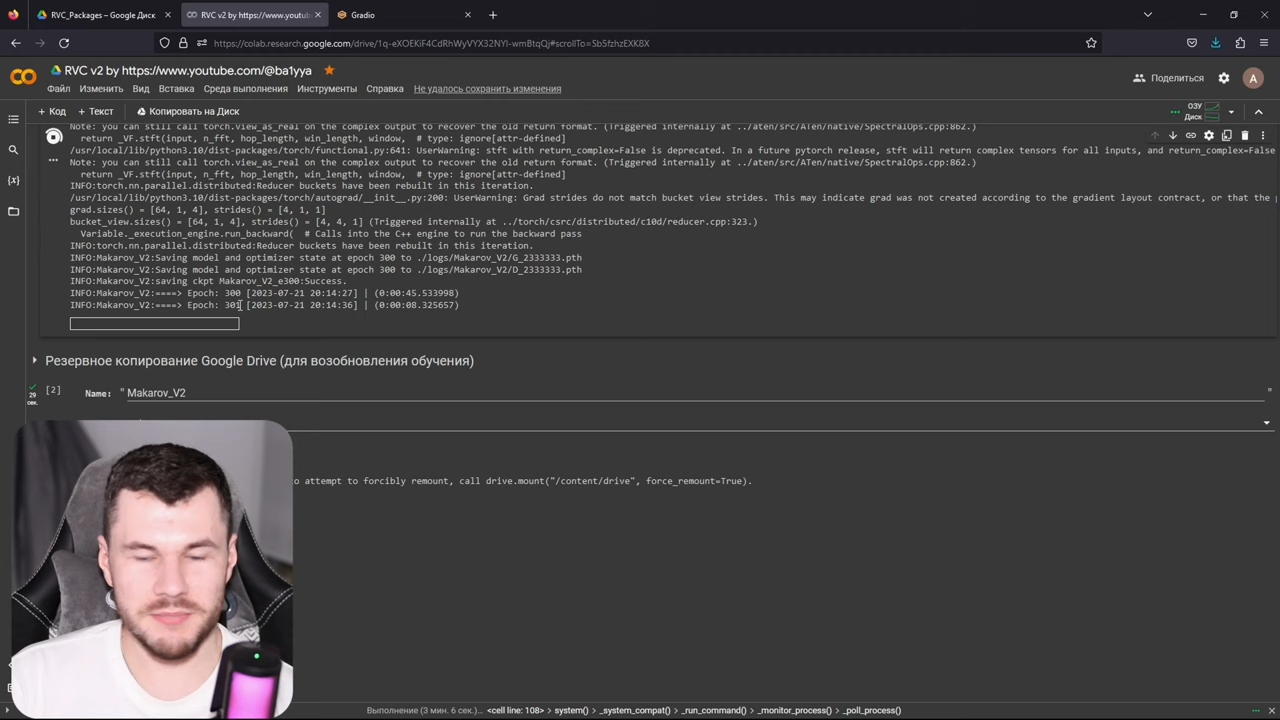 RVC_Packages – Google Диск
RVC v2 by https://www.youtub
Gradio
https://colab.research.google.com/drive/1q-eXOEKiF4CdRhWyVYX32NYl-wmBtqQj#scrollTo=Sb5fzhzEXK8X
RVC v2 by https://www.youtube.com/@ba1yya
Поделиться
A
Файл Изменить Вид Вставка Среда выполнения Инструменты Справка Не удалось сохранить изменения
+ Код + Текст Копировать на Диск
ОЗУ
Диск
Note: you can still call torch.view_as_real on the complex output to recover the old return format. (Triggered internally at ../aten/src/ATen/native/SpectralOps.cpp:862.)
return _VF.stft(input, n_fft, hop_length, win_length, window, # type: ignore[attr-defined]
/usr/local/lib/python3.10/dist-packages/torch/functional.py:641: UserWarning: stft with return_complex=False is deprecated. In a future pytorch release, stft will return complex tensors for all inputs, and return_complex=False
Note: you can still call torch.view_as_real on the complex output to recover the old return format. (Triggered internally at ../aten/src/ATen/native/SpectralOps.cpp:862.)
return _VF.stft(input, n_fft, hop_length, win_length, window, # type: ignore[attr-defined]
INFO:torch.nn.parallel.distributed:Reducer buckets have been rebuilt in this iteration.
/usr/local/lib/python3.10/dist-packages/torch/autograd/__init__.py:200: UserWarning: Grad strides do not match bucket view strides. This may indicate grad was not created according to the gradient layout contract, or that the
grad.sizes() = [64, 1, 4], strides() = [4, 1, 1]
bucket_view.sizes() = [64, 1, 4], strides() = [4, 4, 1] (Triggered internally at ../torch/csrc/distributed/c10d/reducer.cpp:323.)
Variable._execution_engine.run_backward( # Calls into the C++ engine to run the backward pass
INFO:torch.nn.parallel.distributed:Reducer buckets have been rebuilt in this iteration.
INFO:Makarov_V2:Saving model and optimizer state at epoch 300 to ./logs/Makarov_V2/G_2333333.pth
INFO:Makarov_V2:Saving model and optimizer state at epoch 300 to ./logs/Makarov_V2/D_2333333.pth
INFO:Makarov_V2:saving ckpt Makarov_V2_e300:Success.
INFO:Makarov_V2:====> Epoch: 300 [2023-07-21 20:14:27] | (0:00:45.533998)
INFO:Makarov_V2:====> Epoch: 301 [2023-07-21 20:14:36] | (0:00:08.325657)
Резервное копирование Google Drive (для возобновления обучения)
[2] Name: " Makarov_V2 "
29
сек.
o attempt to forcibly remount, call drive.mount("/content/drive", force_remount=True).
Выполнение (3 мин. 6 сек.) <cell line: 108> > system() > _system_compat() > _run_command() > _monitor_process() > _poll_process()